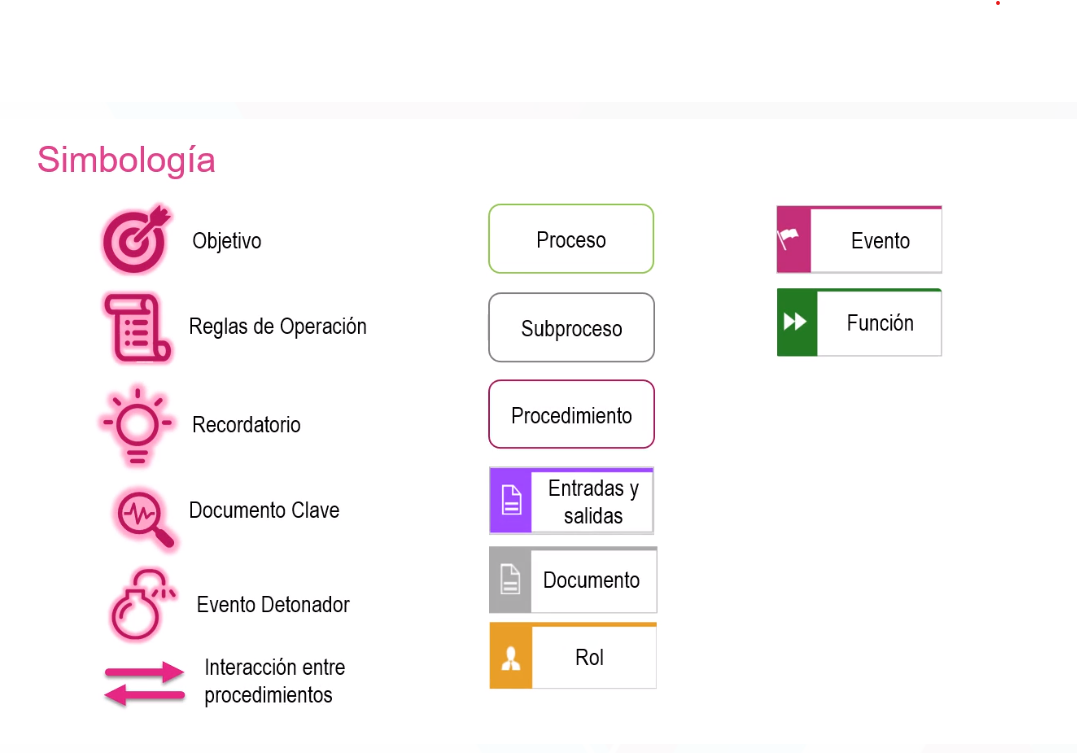 Simbología
Objetivo
Reglas de Operación
Recordatorio
Documento Clave
Evento Detonador
Interacción entre
procedimientos
Proceso
Subproceso
Procedimiento
Entradas y
salidas
Documento
Rol
Evento
Función